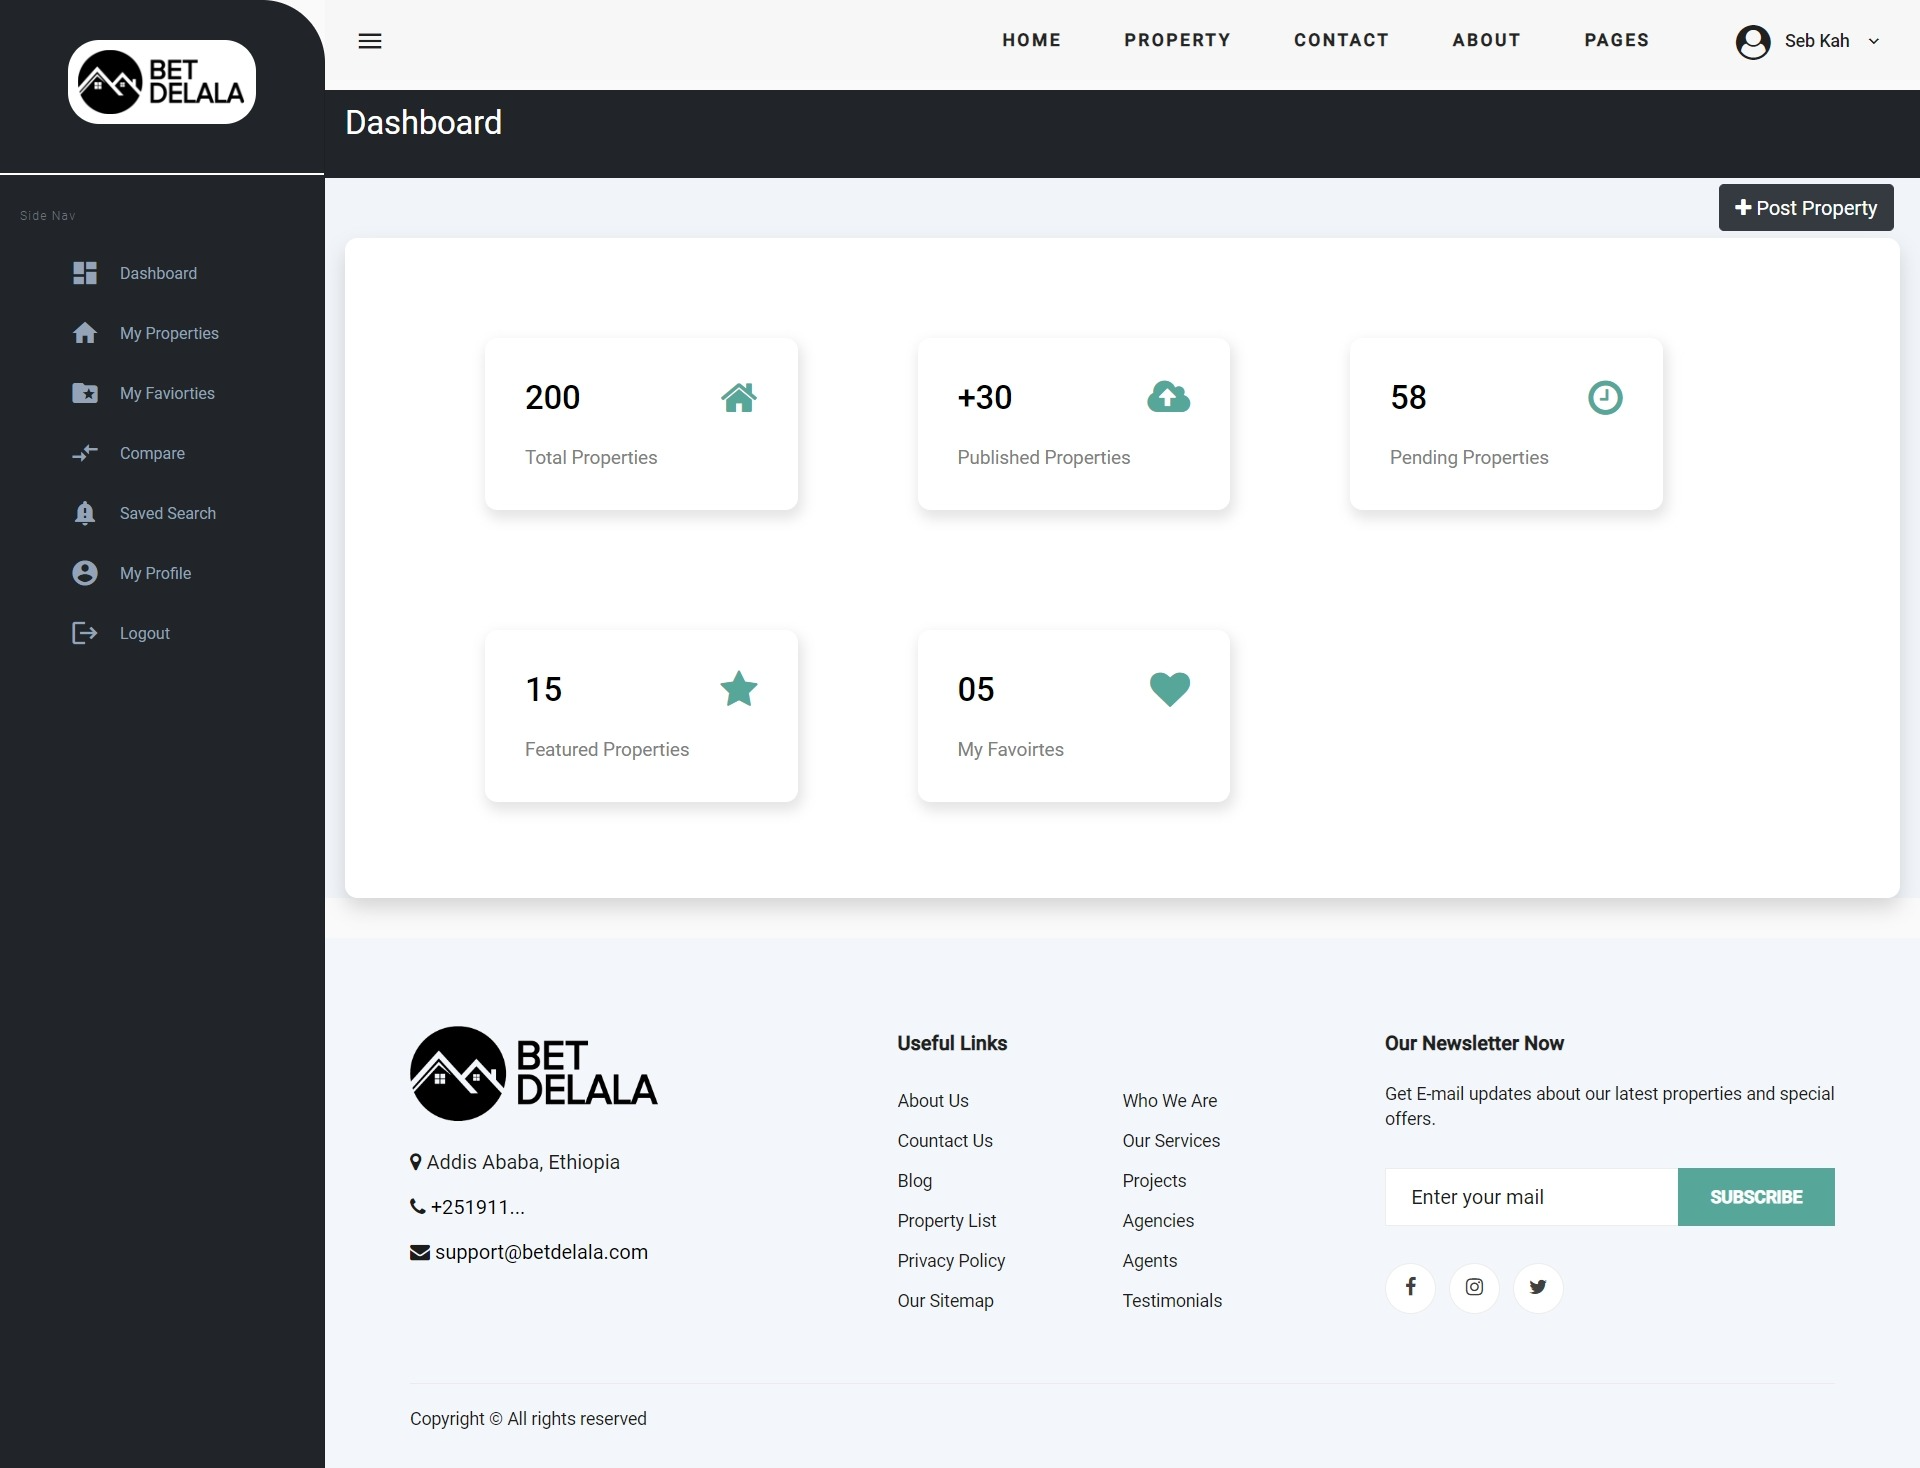 BET
DELALA
HOME PROPERTY CONTACT ABOUT PAGES Seb Kah
Dashboard
Post Property
Side Nav
Dashboard
My Properties
My Faviorties
Compare
Saved Search
My Profile
Logout
200
Total Properties
+30
Published Properties
58
Pending Properties
15
Featured Properties
05
My Favoirtes
BET
DELALA
Addis Ababa, Ethiopia
+251911...
support@betdelala.com
Useful Links
About Us
Countact Us
Blog
Property List
Privacy Policy
Our Sitemap
Who We Are
Our Services
Projects
Agencies
Agents
Testimonials
Our Newsletter Now
Get E-mail updates about our latest properties and special
offers.
Enter your mail SUBSCRIBE
Copyright © All rights reserved